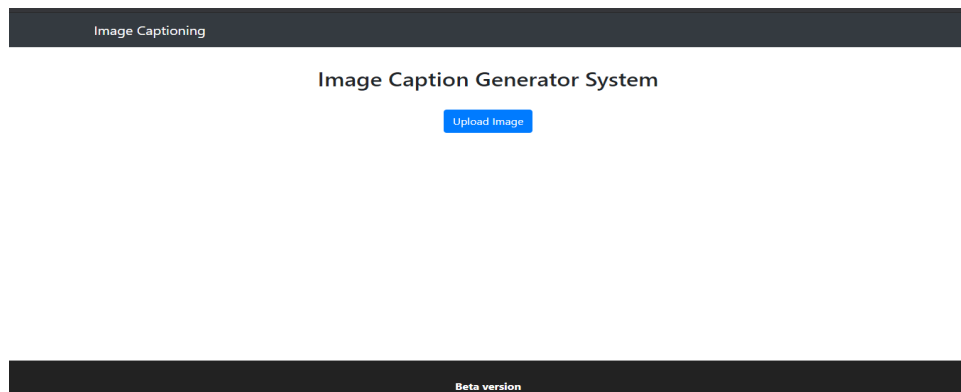 Image Captioning
Image Caption Generator System
Upload Image
Beta version